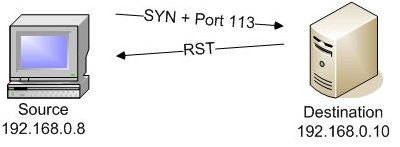 SYN + Port 113
RST
Source
192.168.0.8
Destination
192.168.0.10